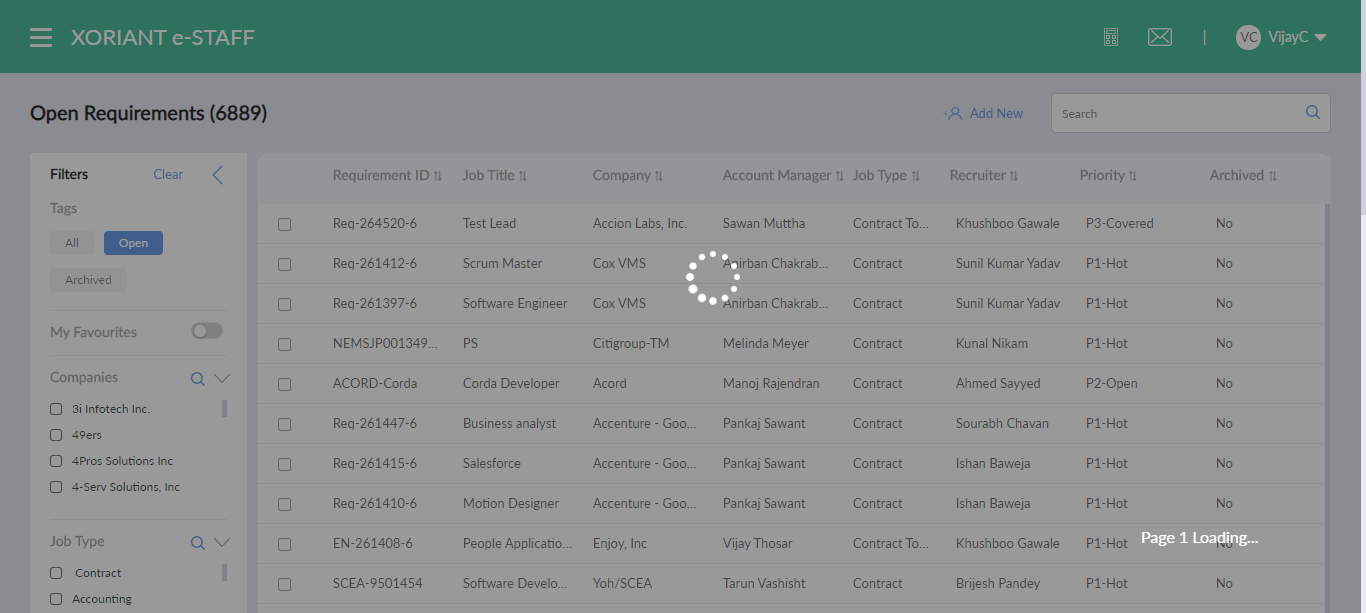 XORIANT e-STAFF | VC VijayC
Open Requirements (6889) Add New Search
Filters Clear
Tags
All Open
Archived
My Favourites
Companies
3i Infotech Inc.
49ers
4Pros Solutions Inc
4-Serv Solutions, Inc
Job Type
Contract
Accounting
Requirement ID Job Title Company Account Manager Job Type Recruiter Priority Archived
Req-264520-6 Test Lead Accion Labs, Inc. Sawan Muttha Contract To... Khushboo Gawale P3-Covered No
Req-261412-6 Scrum Master Cox VMS Anirban Chakrab... Contract Sunil Kumar Yadav P1-Hot No
Req-261397-6 Software Engineer Cox VMS Anirban Chakrab... Contract Sunil Kumar Yadav P1-Hot No
NEMSJP001349... PS Citigroup-TM Melinda Meyer Contract Kunal Nikam P1-Hot No
ACORD-Corda Corda Developer Acord Manoj Rajendran Contract Ahmed Sayyed P2-Open No
Req-261447-6 Business analyst Accenture - Goo... Pankaj Sawant Contract Sourabh Chavan P1-Hot No
Req-261415-6 Salesforce Accenture - Goo... Pankaj Sawant Contract Ishan Baweja P1-Hot No
Req-261410-6 Motion Designer Accenture - Goo... Pankaj Sawant Contract Ishan Baweja P1-Hot No
EN-261408-6 People Applicatio... Enjoy, Inc Vijay Thosar Contract To... Khushboo Gawale P1-Hot No
Page 1 Loading...
SCEA-9501454 Software Develo... Yoh/SCEA Tarun Vashisht Contract Brijesh Pandey P1-Hot No